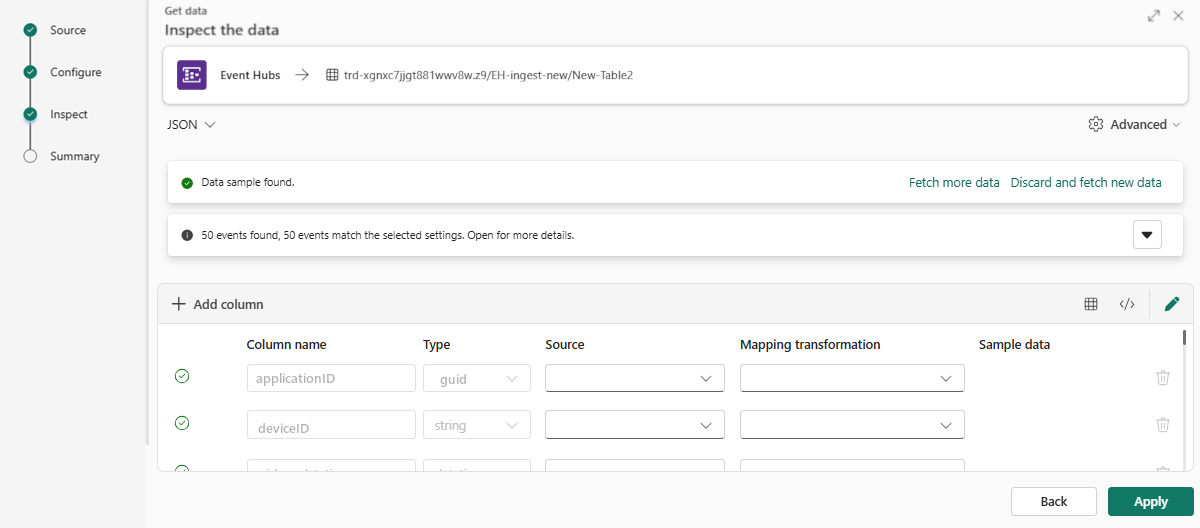 Get data
Inspect the data
Source
Configure
Inspect
Summary
Event Hubs
trd-xgnxc7jjgt881wwv8w.z9/EH-ingest-new/New-Table2
JSON
Advanced
Data sample found.
Fetch more data Discard and fetch new data
50 events found, 50 events match the selected settings. Open for more details.
+ Add column
</>
Column name Type Source Mapping transformation Sample data
applicationID guid
deviceID string
Back Apply